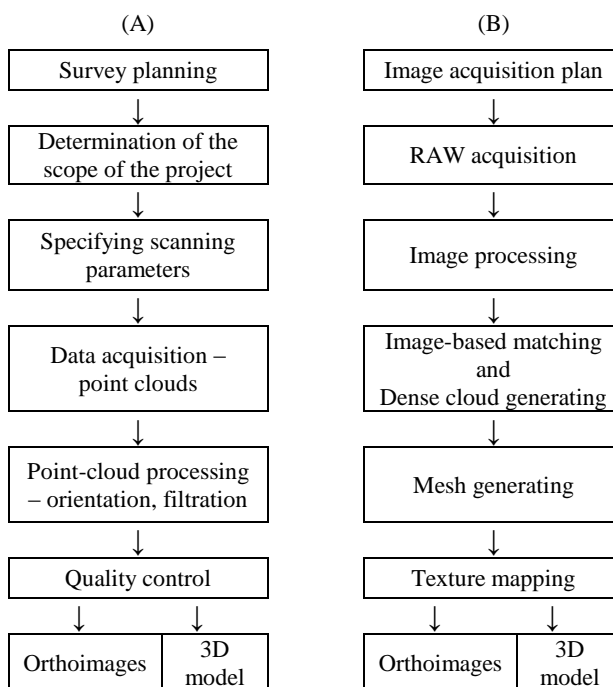 (A)
Survey planning
↓
Determination of the
scope of the project
↓
Specifying scanning
parameters
↓
Data acquisition –
point clouds
↓
Point-cloud processing
– orientation, filtration
↓
Quality control
↓ ↓
Orthoimages
3D
model
(B)
Image acquisition plan
↓
RAW acquisition
↓
Image processing
↓
Image-based matching
and
Dense cloud generating
↓
Mesh generating
↓
Texture mapping
↓ ↓
Orthoimages
3D
model